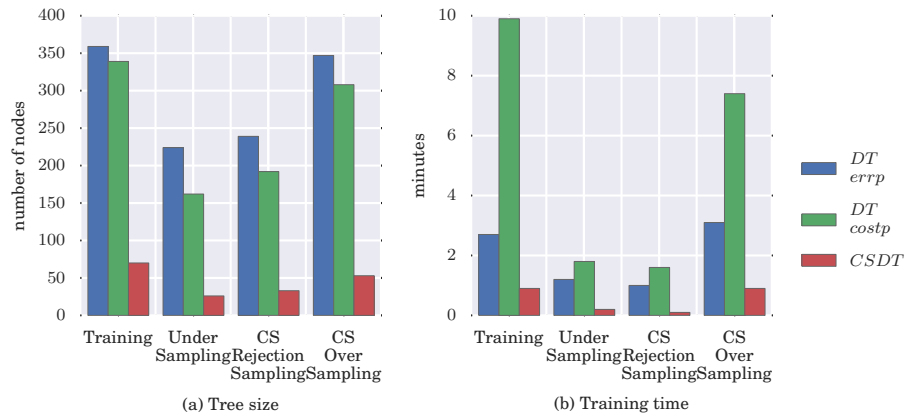 400
350
300
250
200
150
100
50
0
number of nodes
Training
Under
Sampling
CS
Rejection
Sampling
CS
Over
Sampling
(a) Tree size
10
8
6
4
2
0
minutes
Training
Under
Sampling
CS
Rejection
Sampling
CS
Over
Sampling
(b) Training time
DT
errp
DT
costp
CSDT